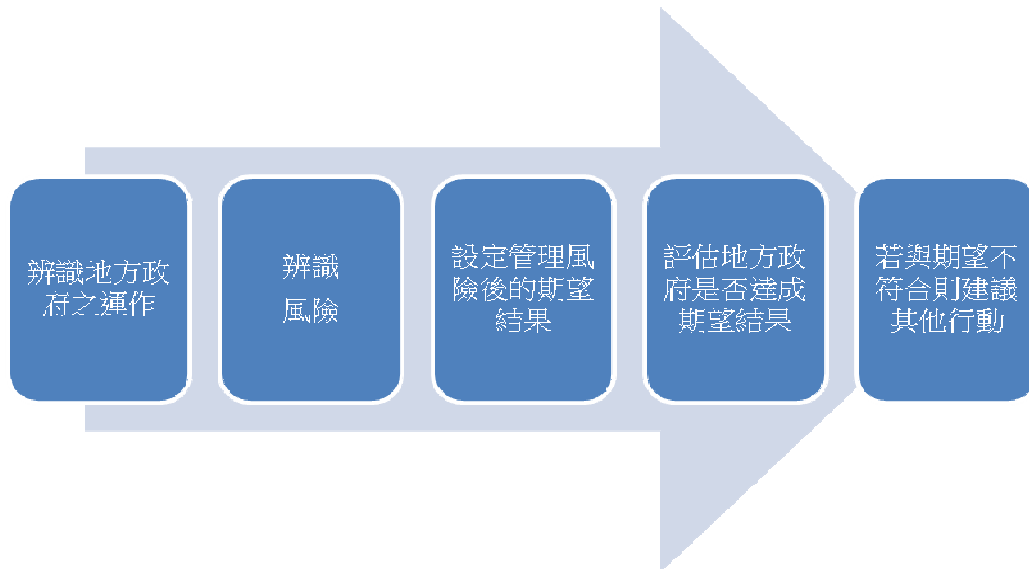 辨識地方政
府之運作
辨識
風險
設定管理風
險後的期望
結果
評估地方政
府是否達成
期望結果
若與期望不
符合則建議
其他行動